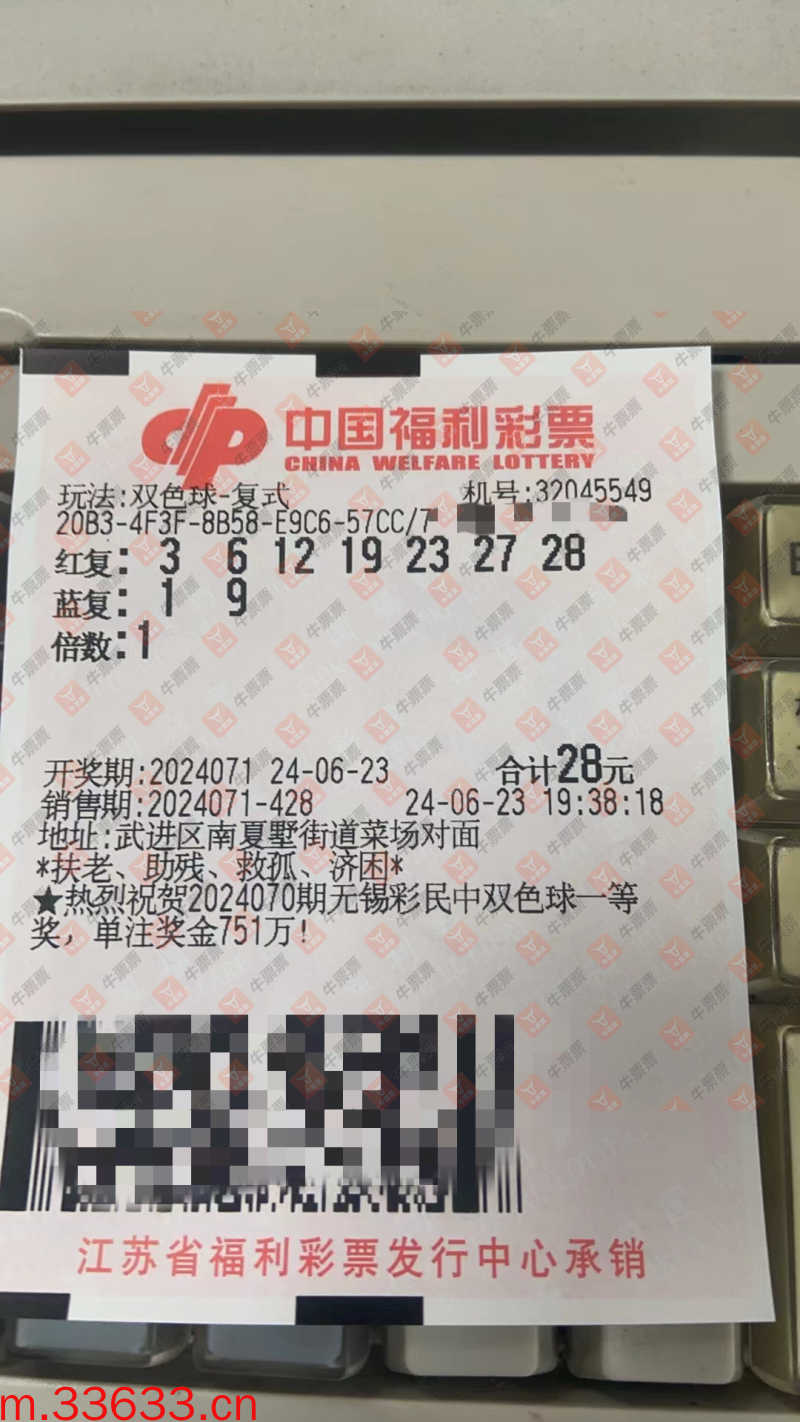 中国福利彩票
CHINA WELFARE LOTTERY
玩法:双色球-复式 机号:32045549
20B3-4F3F-8B58-E9C6-57CC/7
红复: 3 6 12 19 23 27 28
蓝复: 1 9
倍数:1
开奖期:2024071 24-06-23 合计28元
销售期:2024071-428 24-06-23 19:38:18
地址:武进区南夏墅街道菜场对面
*扶老、助残、救孤、济困*
★热烈祝贺2024070期无锡彩民中双色球一等
奖，单注奖金751万!
江苏省福利彩票发行中心承销
m.33633.cn
牛票票